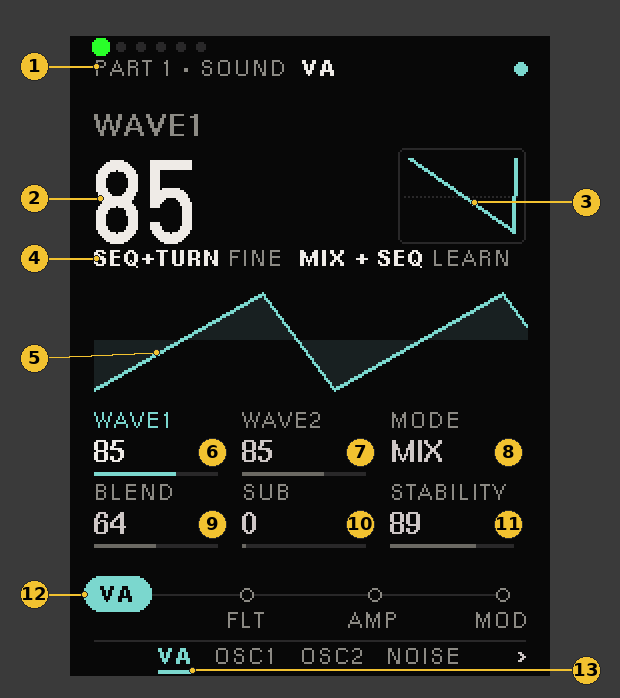 1 PART 1 · SOUND VA
WAVE1
2 85 3
4 SEQ+TURN FINE MIX + SEQ LEARN
5
WAVE1 WAVE2 MODE
85 6 85 7 MIX 8
BLEND SUB STABILITY
64 9 0 10 89 11
12 VA
FLT AMP MOD
VA OSC1 OSC2 NOISE >
13